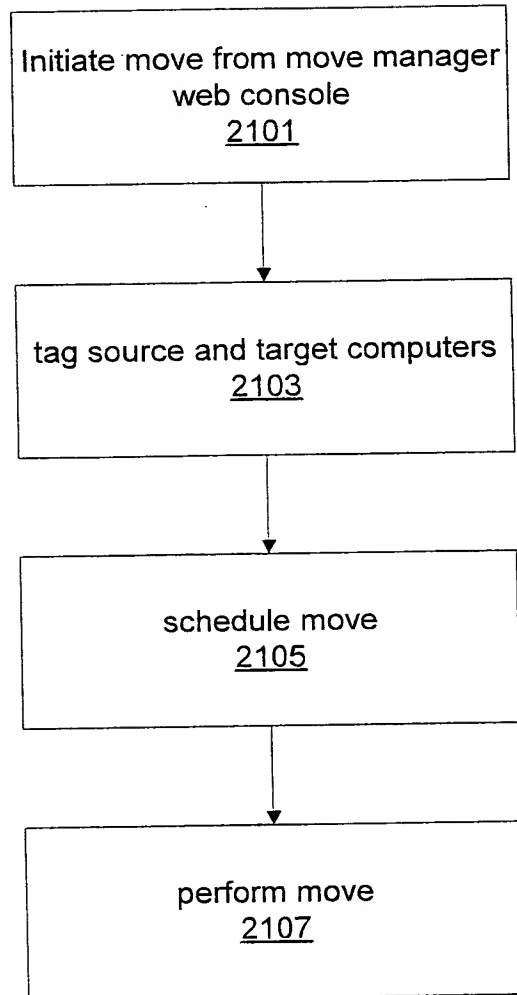 Initiate move from move manager
web console
2101
tag source and target computers
2103
schedule move
2105
perform move
2107